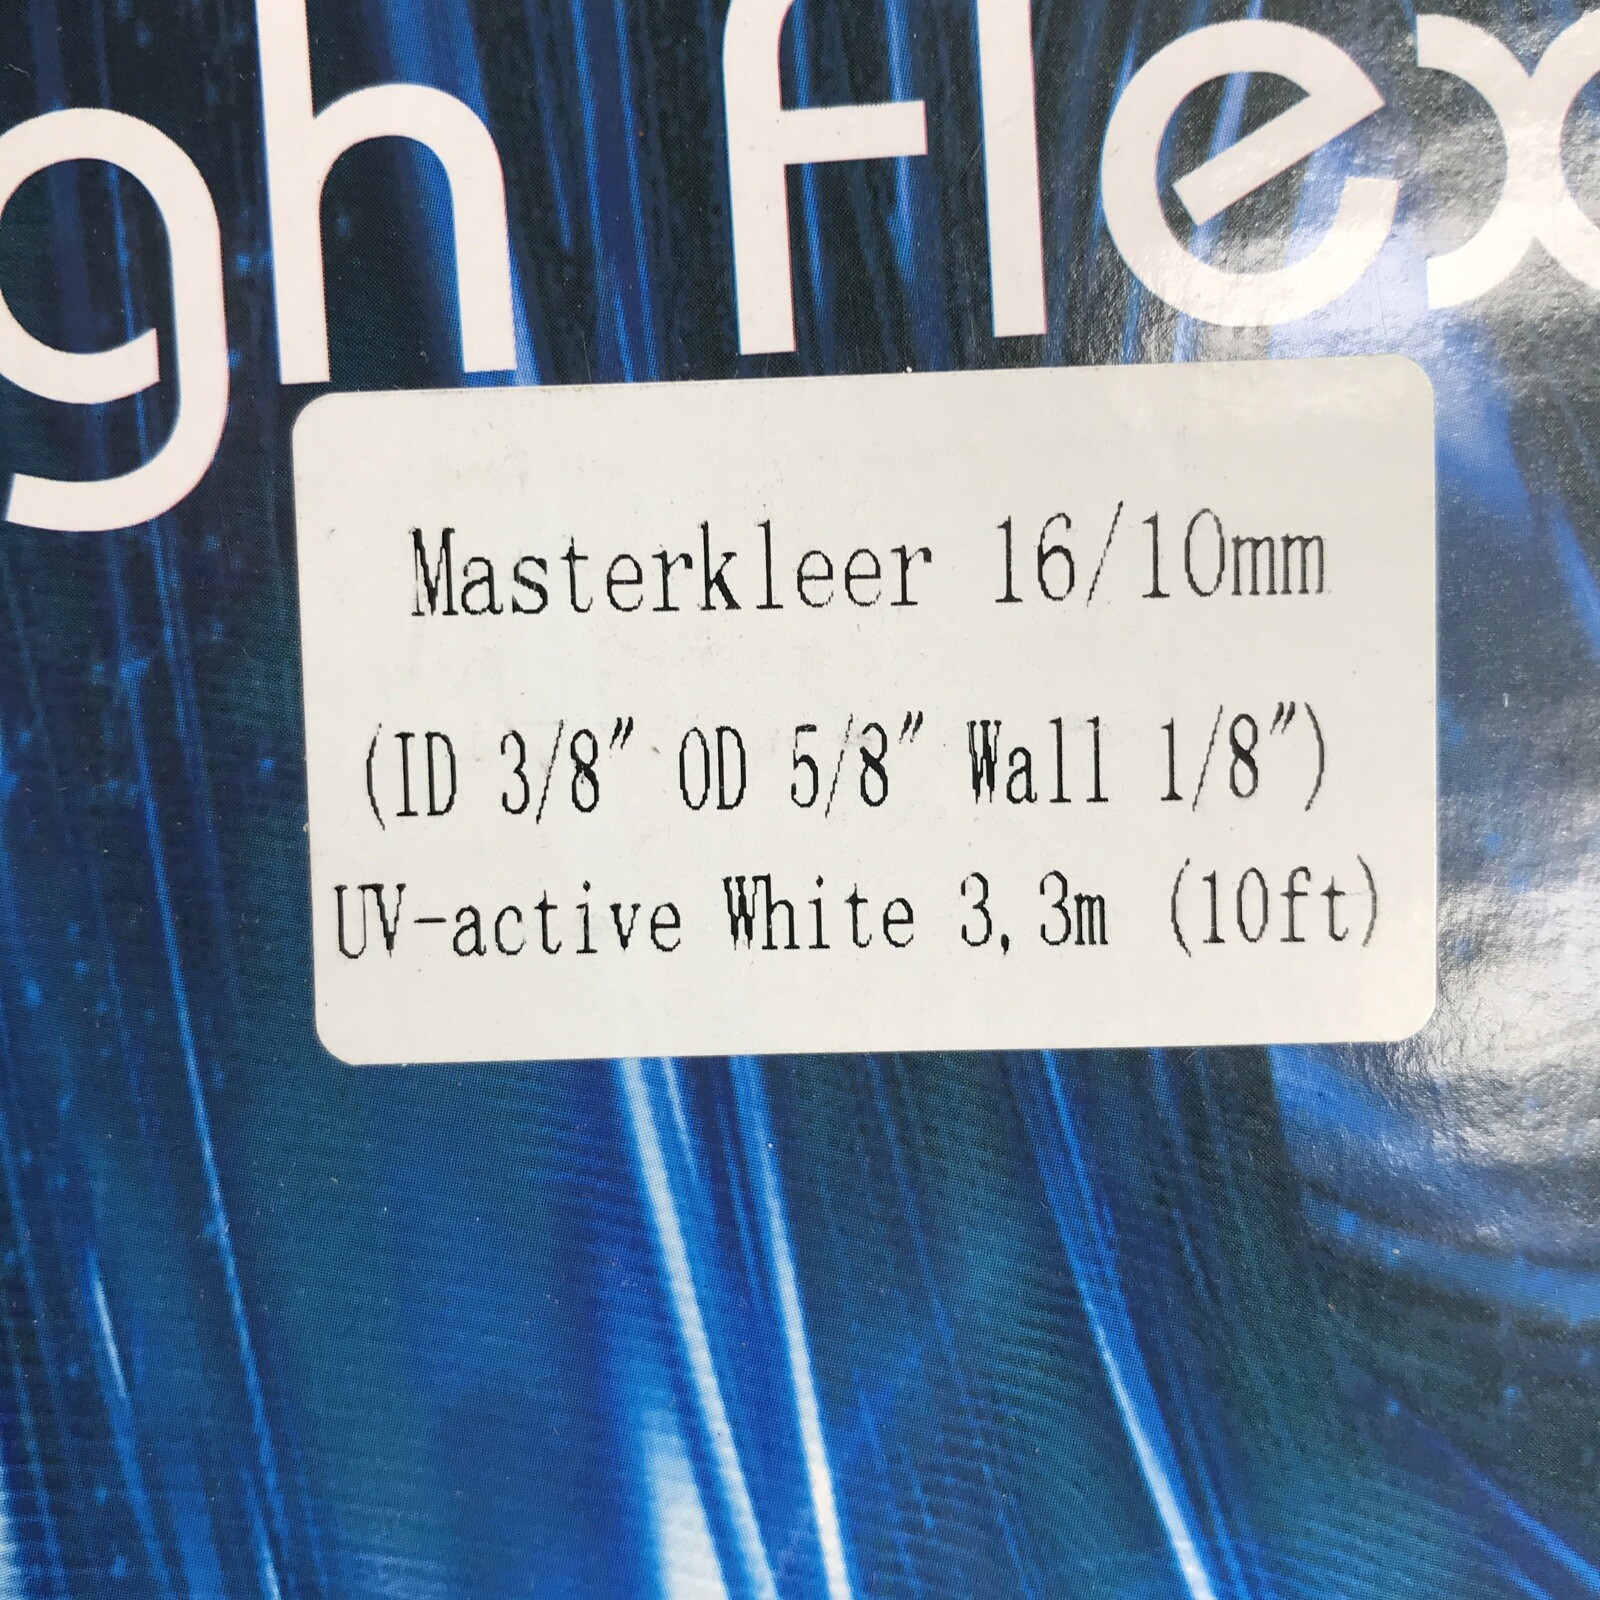 gh flex
Masterkleer 16/10mm
(ID 3/8" OD 5/8" Wall 1/8")
UV-active White 3,3m (10ft)